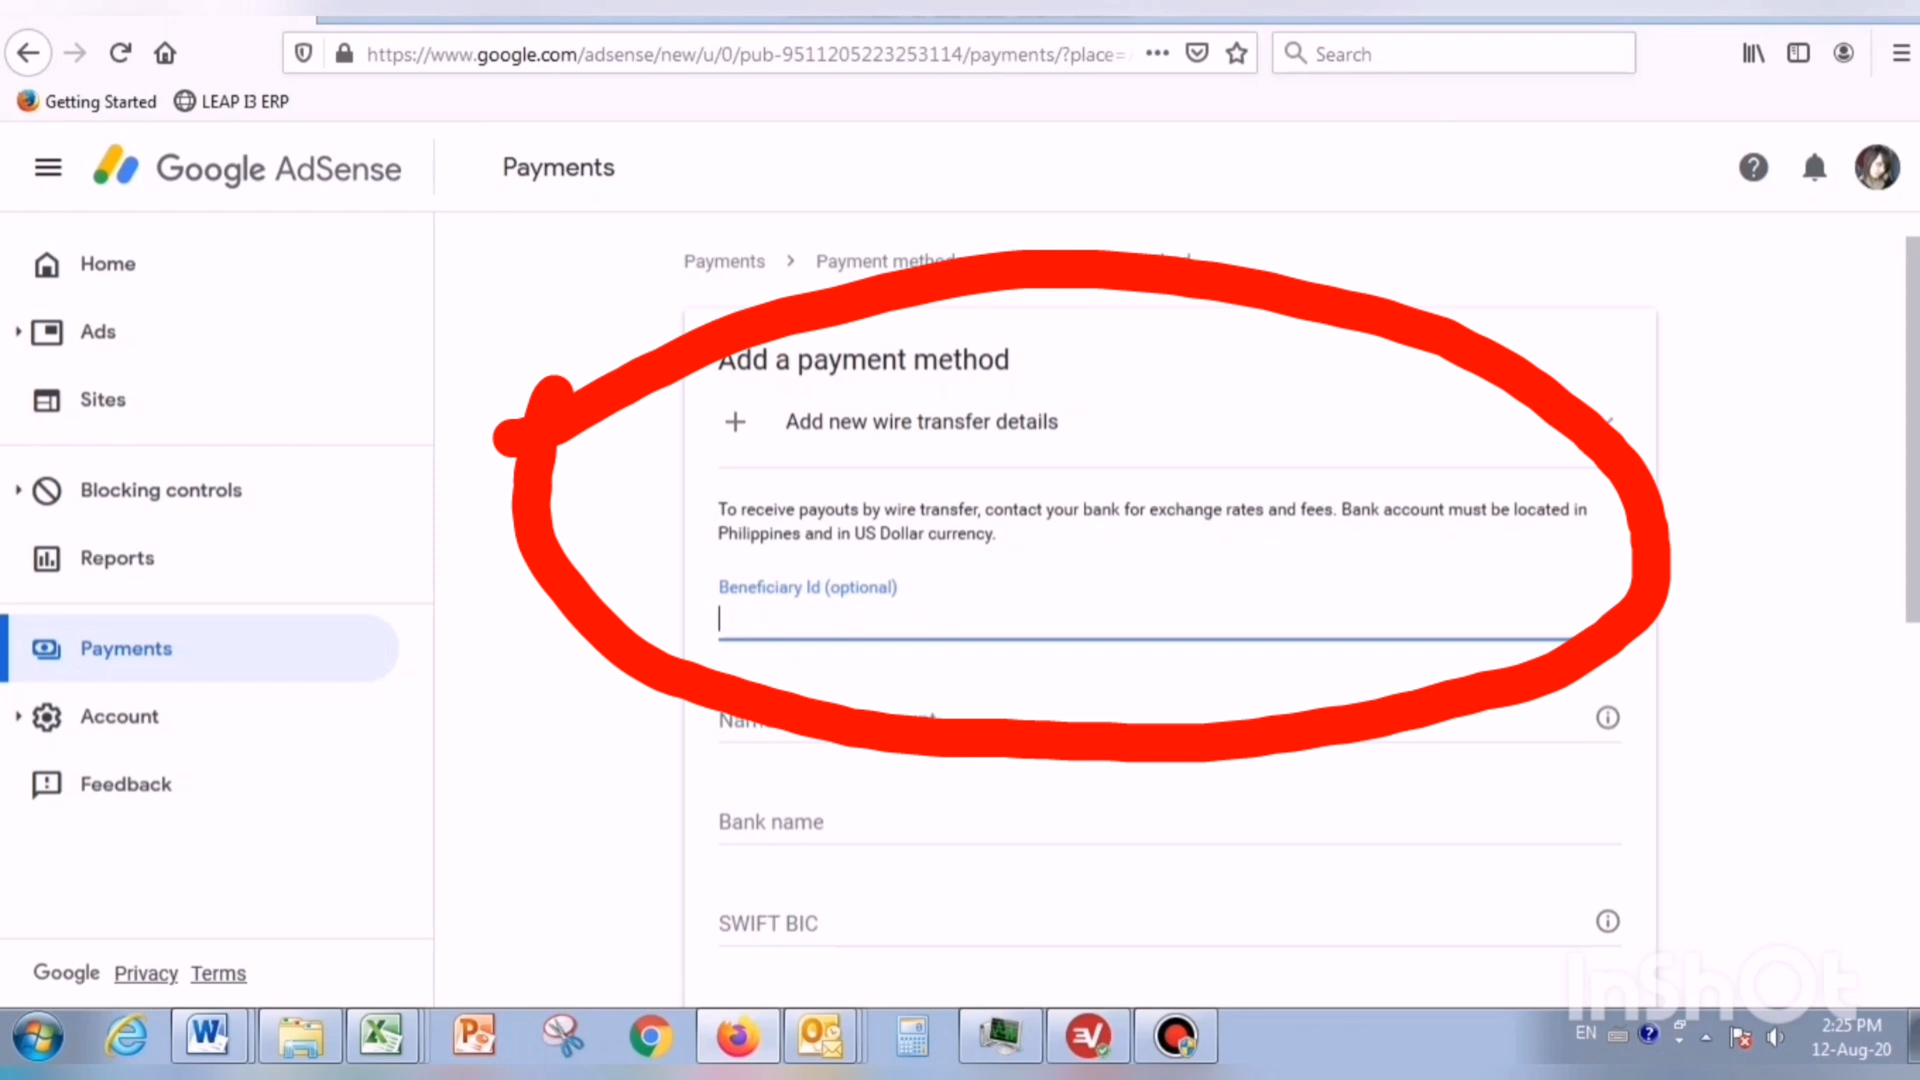 https://www.google.com/adsense/new/u/0/pub-9511205223253114/payments/?place=
Search
Getting Started
LEAP I3 ERP
Google AdSense
Payments
Home
Ads
Sites
Blocking controls
Reports
Payments
Account
Feedback
Google Privacy Terms
Payments > Payment method
Add a payment method
Add new wire transfer details
To receive payouts by wire transfer, contact your bank for exchange rates and fees. Bank account must be located in
Philippines and in US Dollar currency.
Beneficiary Id (optional)
Bank name
SWIFT BIC
InShOt
EN
2:25 PM
12-Aug-20